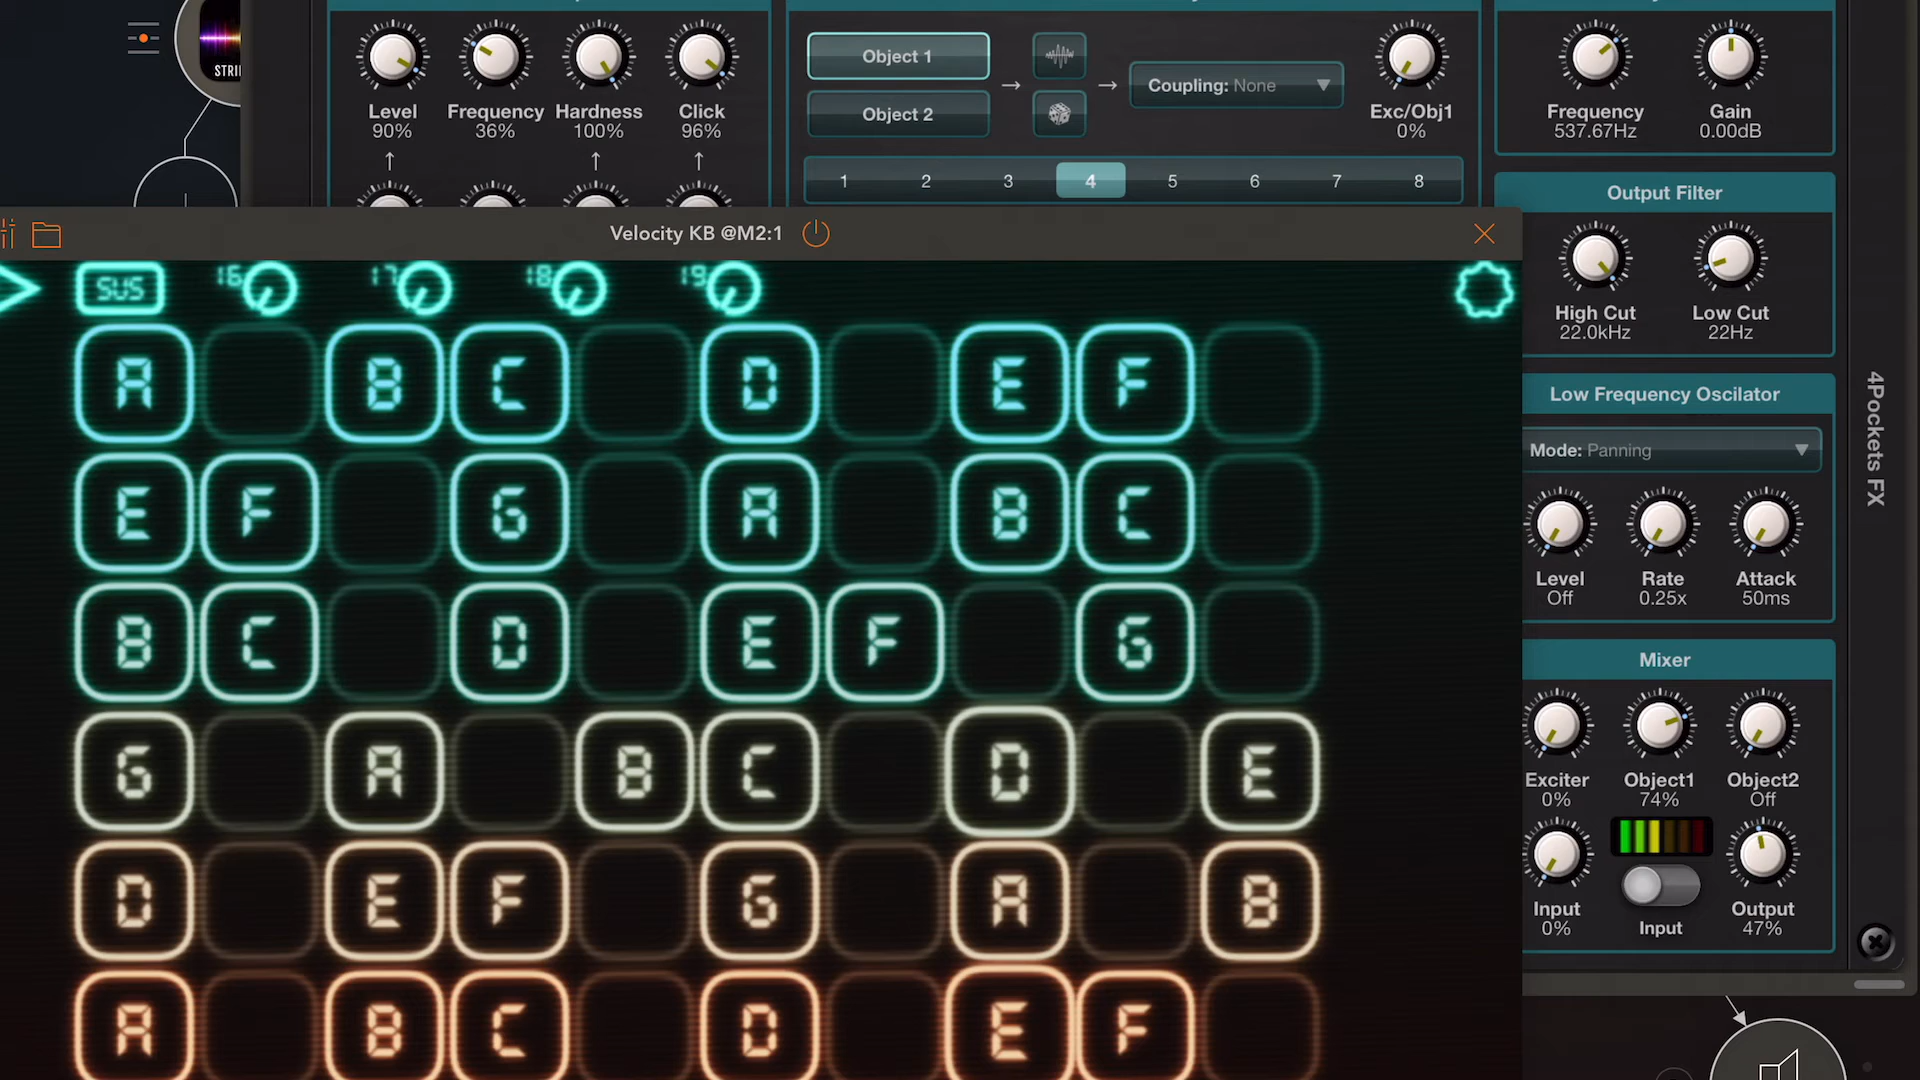 STRI
Level
90%
Frequency
36%
Hardness
100%
Click
96%
Object 1
Object 2
Coupling: None
Exc/Obj1
0%
1 2 3 4 5 6 7 8
Frequency
537.67Hz
Gain
0.00dB
Output Filter
High Cut
22.0kHz
Low Cut
22Hz
Low Frequency Oscilator
Mode: Panning
Level
Off
Rate
0.25x
Attack
50ms
Mixer
Exciter
0%
Object1
74%
Object2
Off
Input
0%
Input
Output
47%
4Pockets FX
Velocity KB @M2:1
SUS 16 17 18 19
A B C D E F
E F G A B C
B C D E F G
G A B C D E
D E F G A B
A B C D E F